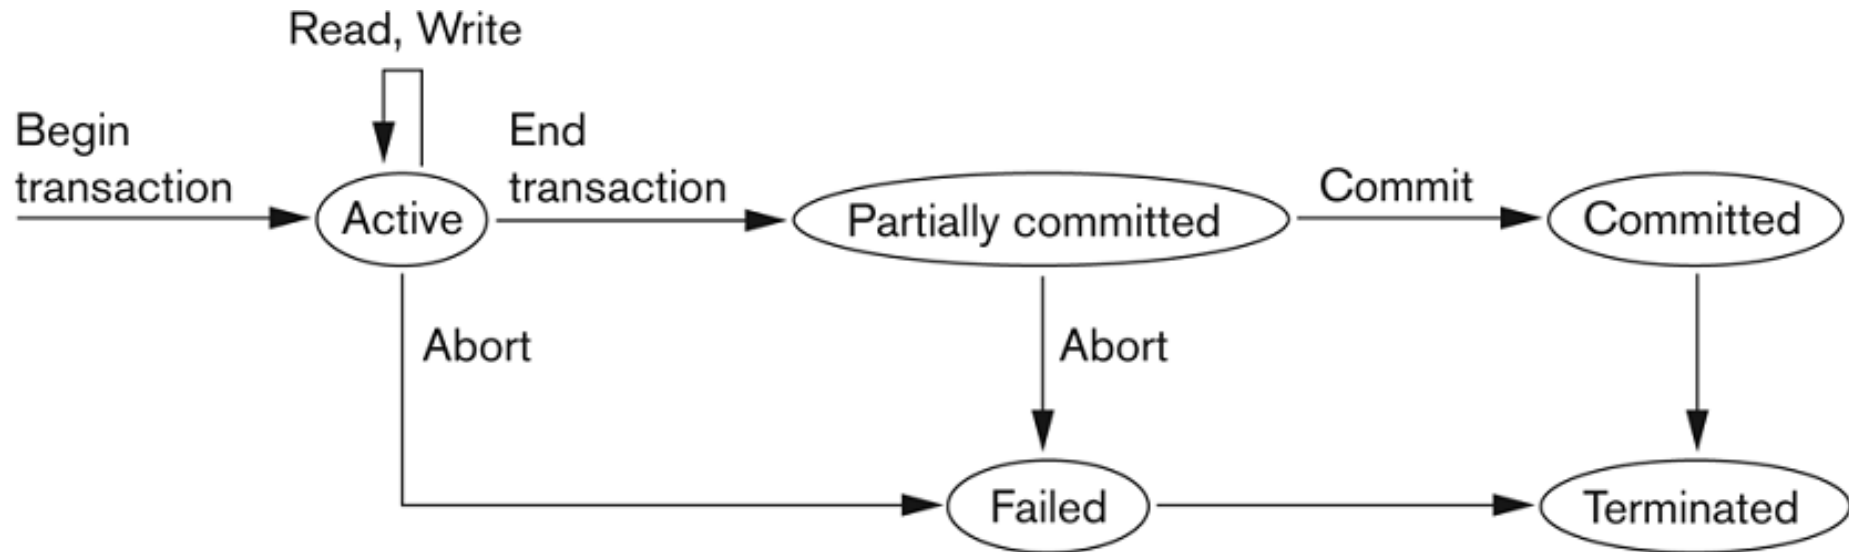 Read, Write
Begin
transaction
End
transaction
Commit
Active
Partially committed
Committed
Abort
Abort
Failed
Terminated